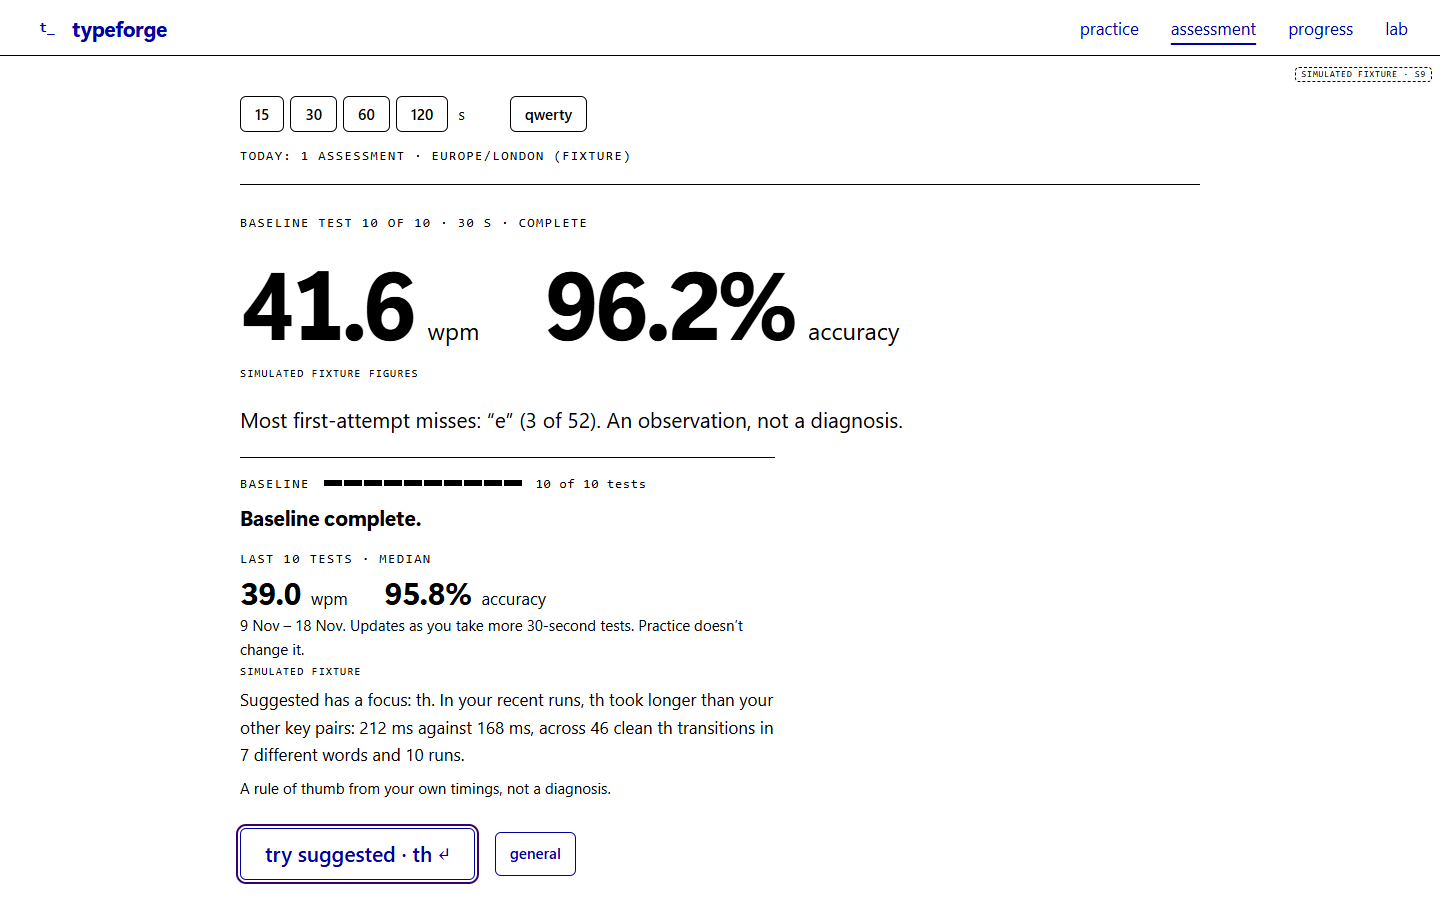 t_ typeforge practice assessment progress lab
SIMULATED FIXTURE · S9
15 30 60 120 s qwerty
TODAY: 1 ASSESSMENT · EUROPE/LONDON (FIXTURE)
BASELINE TEST 10 OF 10 · 30 S · COMPLETE
41.6 wpm 96.2% accuracy
SIMULATED FIXTURE FIGURES
Most first-attempt misses: “e” (3 of 52). An observation, not a diagnosis.
BASELINE 10 of 10 tests
Baseline complete.
LAST 10 TESTS · MEDIAN
39.0 wpm 95.8% accuracy
9 Nov – 18 Nov. Updates as you take more 30-second tests. Practice doesn’t
change it.
SIMULATED FIXTURE
Suggested has a focus: th. In your recent runs, th took longer than your
other key pairs: 212 ms against 168 ms, across 46 clean th transitions in
7 different words and 10 runs.
A rule of thumb from your own timings, not a diagnosis.
try suggested · th ↵ general